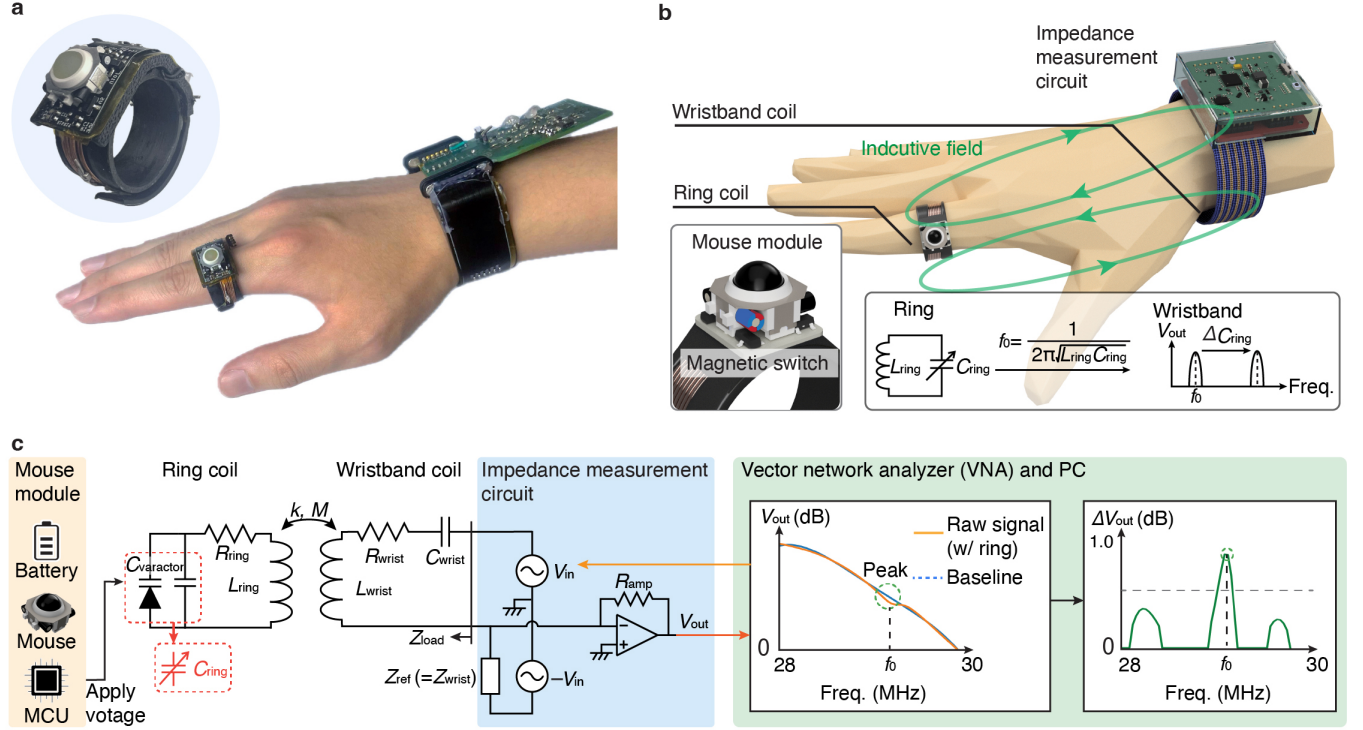 a
b
Impedance
measurement
circuit
Wristband coil
Indcutive field
Ring coil
Mouse module
Magnetic switch
Ring
Lring
Cring
f0= 1
2π√LringCring
Wristband
Vout
ΔCring
f0
Freq.
c
Mouse
module
Battery
Mouse
MCU
Apply
votage
Ring coil
Cvaractor
Rring
Lring
Cring
k, M
Wristband coil
Rwrist
Cwrist
Lwrist
Zload
Zref (=Zwrist)
Impedance measurement
circuit
Vin
Ramp
−
+
Vout
−Vin
Vector network analyzer (VNA) and PC
Vout (dB)
Raw signal
(w/ ring)
Baseline
Peak
0
28
f0
30
Freq. (MHz)
ΔVout (dB)
1.0
0
28
f0
30
Freq. (MHz)